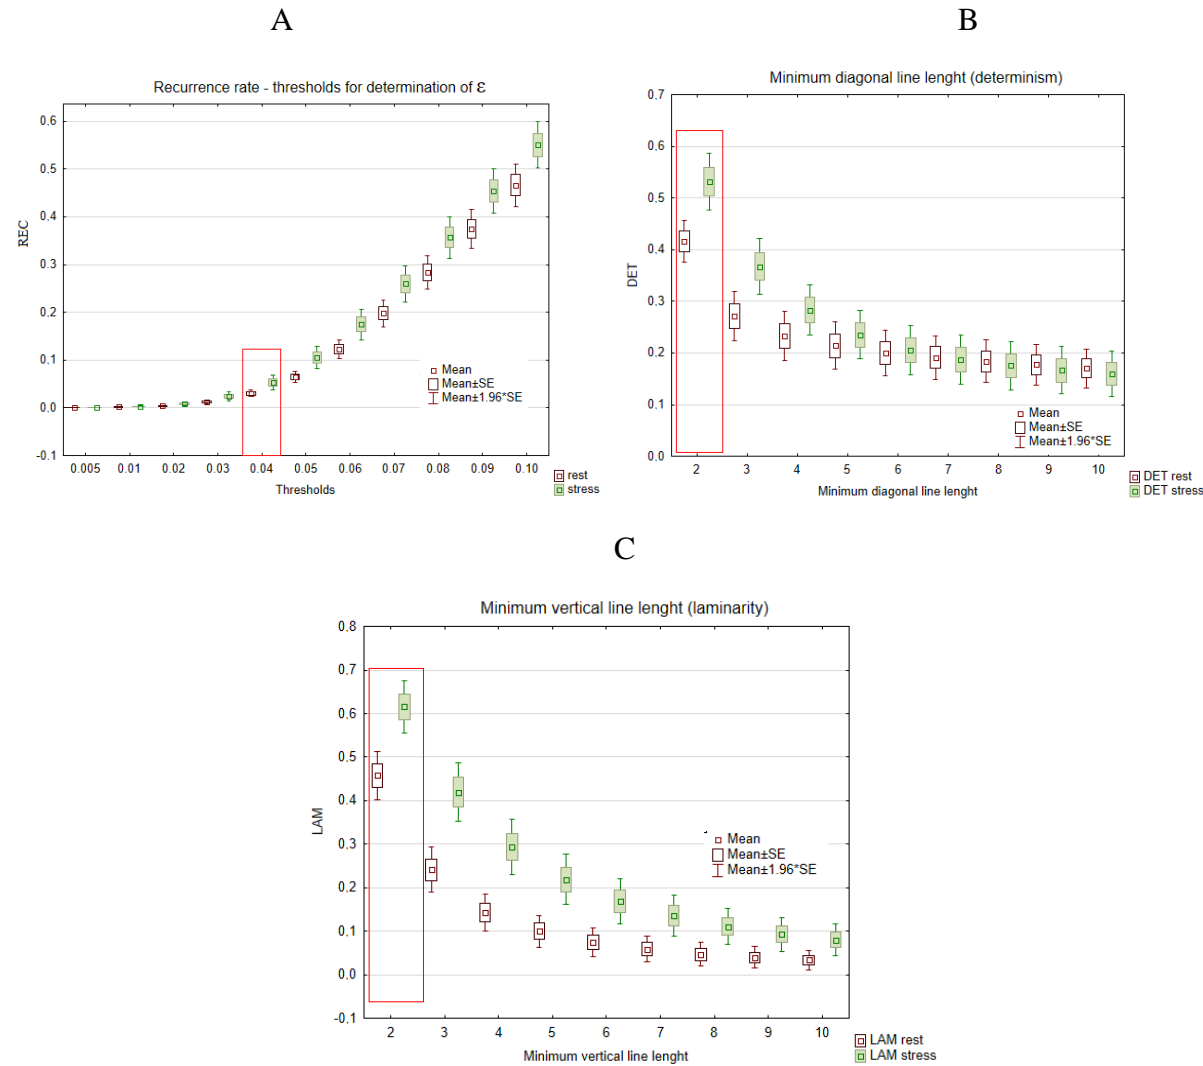 A
Recurrence rate - thresholds for determination of ε
0.6
0.5
0.4
0.3
0.2
0.1
0.0
-0.1
REC
Mean
Mean±SE
Mean±1.96*SE
0.005 0.01 0.02 0.03 0.04 0.05 0.06 0.07 0.08 0.09 0.10
Thresholds
rest
stress
B
Minimum diagonal line lenght (determinism)
0.7
0.6
0.5
0.4
0.3
0.2
0.1
0.0
DET
Mean
Mean±SE
Mean±1.96*SE
2 3 4 5 6 7 8 9 10
Minimum diagonal line lenght
DET rest
DET stress
C
Minimum vertical line lenght (laminarity)
0.8
0.7
0.6
0.5
0.4
0.3
0.2
0.1
0.0
-0.1
LAM
Mean
Mean±SE
Mean±1.96*SE
2 3 4 5 6 7 8 9 10
Minimum vertical line lenght
LAM rest
LAM stress